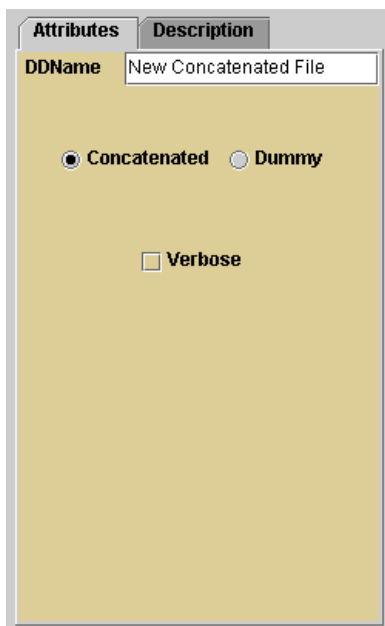 Attributes Description
DDName New Concatenated File
Concatenated Dummy
Verbose